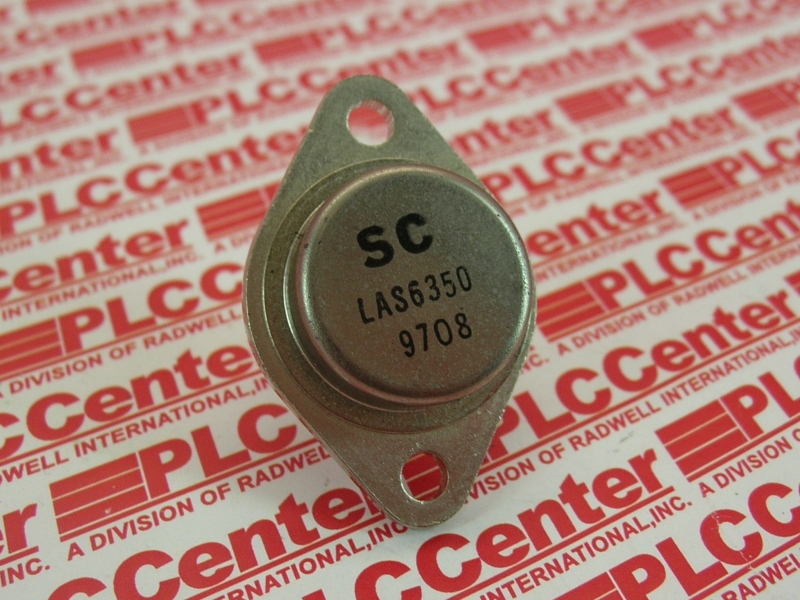 SC
LAS6350
9708
PLCCenter
A DIVISION OF RADWELL INTERNATIONAL, INC.